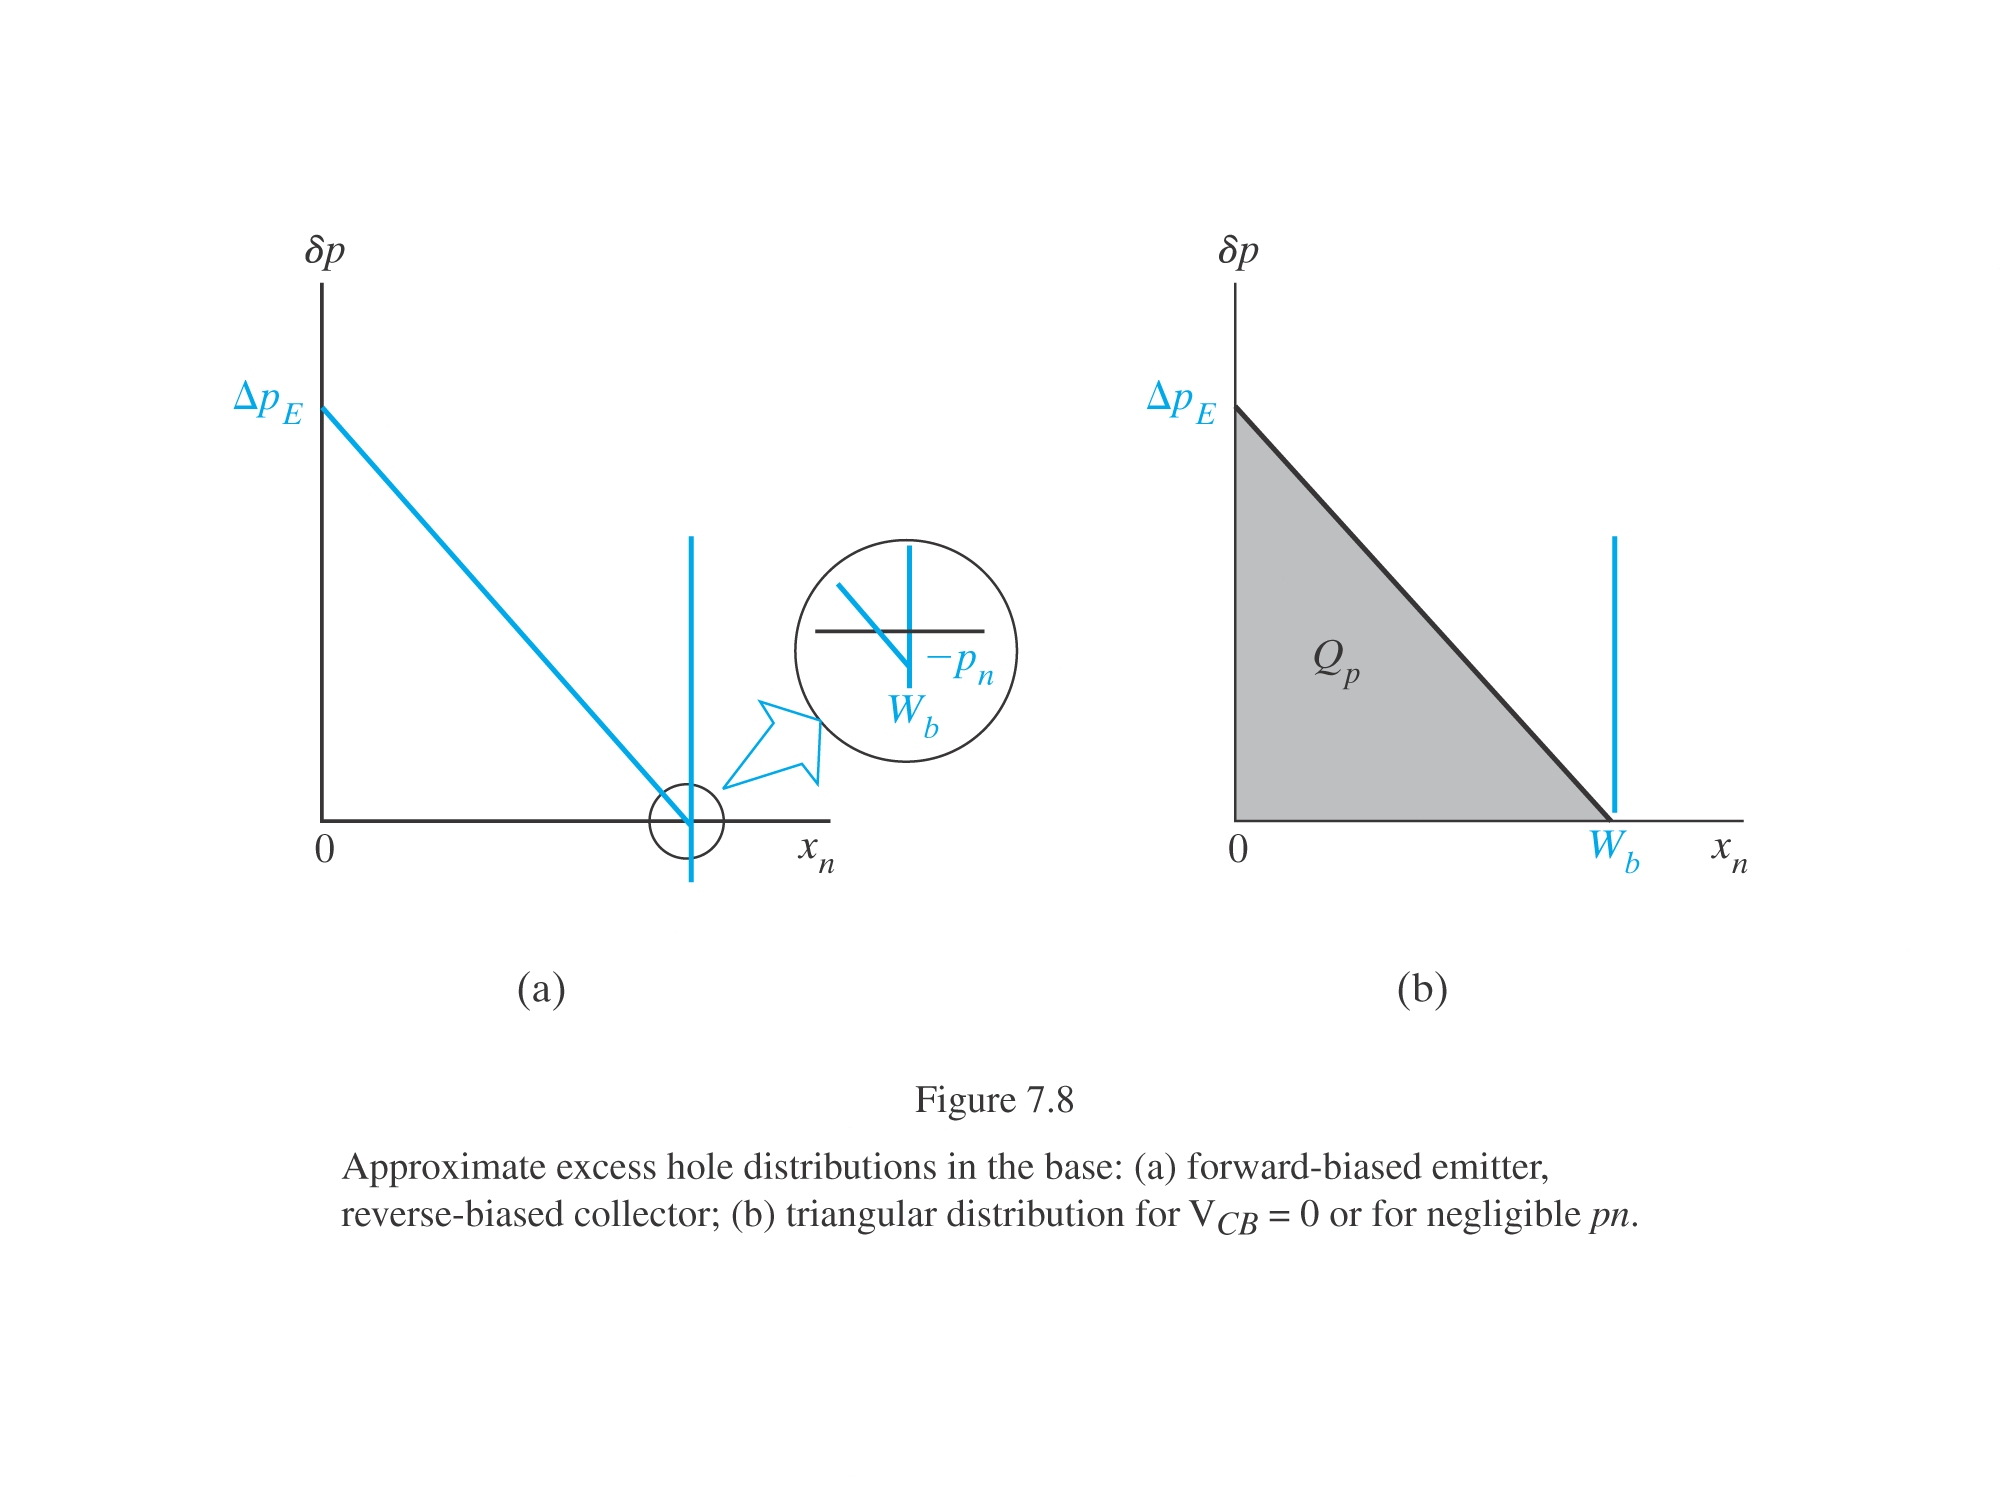 δp
Δp_E
0
x_n
−p_n
W_b
(a)
δp
Δp_E
Q_p
0
W_b
x_n
(b)
Figure 7.8
Approximate excess hole distributions in the base: (a) forward-biased emitter,
reverse-biased collector; (b) triangular distribution for V_CB = 0 or for negligible pn.